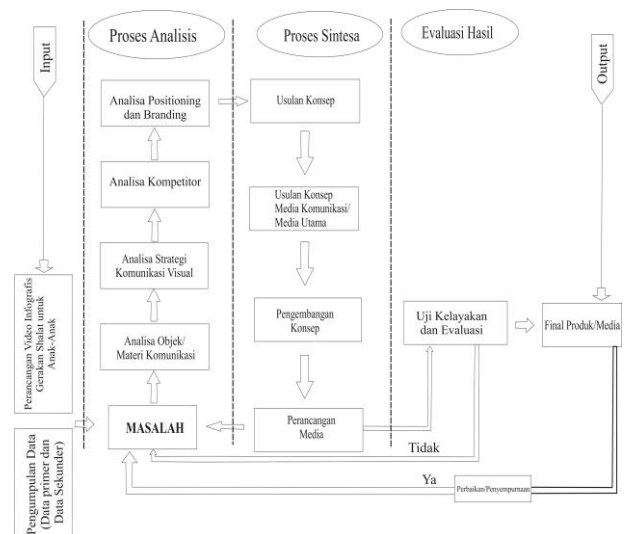 Input
Proses Analisis
Proses Sintesa
Evaluasi Hasil
Output
Analisa Positioning
dan Branding
Usulan Konsep
Analisa Kompetitor
Usulan Konsep
Media Komunikasi/
Media Utama
Analisa Strategi
Komunikasi Visual
Perancangan Video Infografis
Gerakan Shalat untuk
Anak-Anak
Pengembangan
Konsep
Uji Kelayakan
dan Evaluasi
Final Produk/Media
Analisa Objek/
Materi Komunikasi
MASALAH
Perancangan
Media
Tidak
Pengumpulan Data
(Data primer dan
Data Sekunder)
Ya
Perbaikan/Penyempurnaan